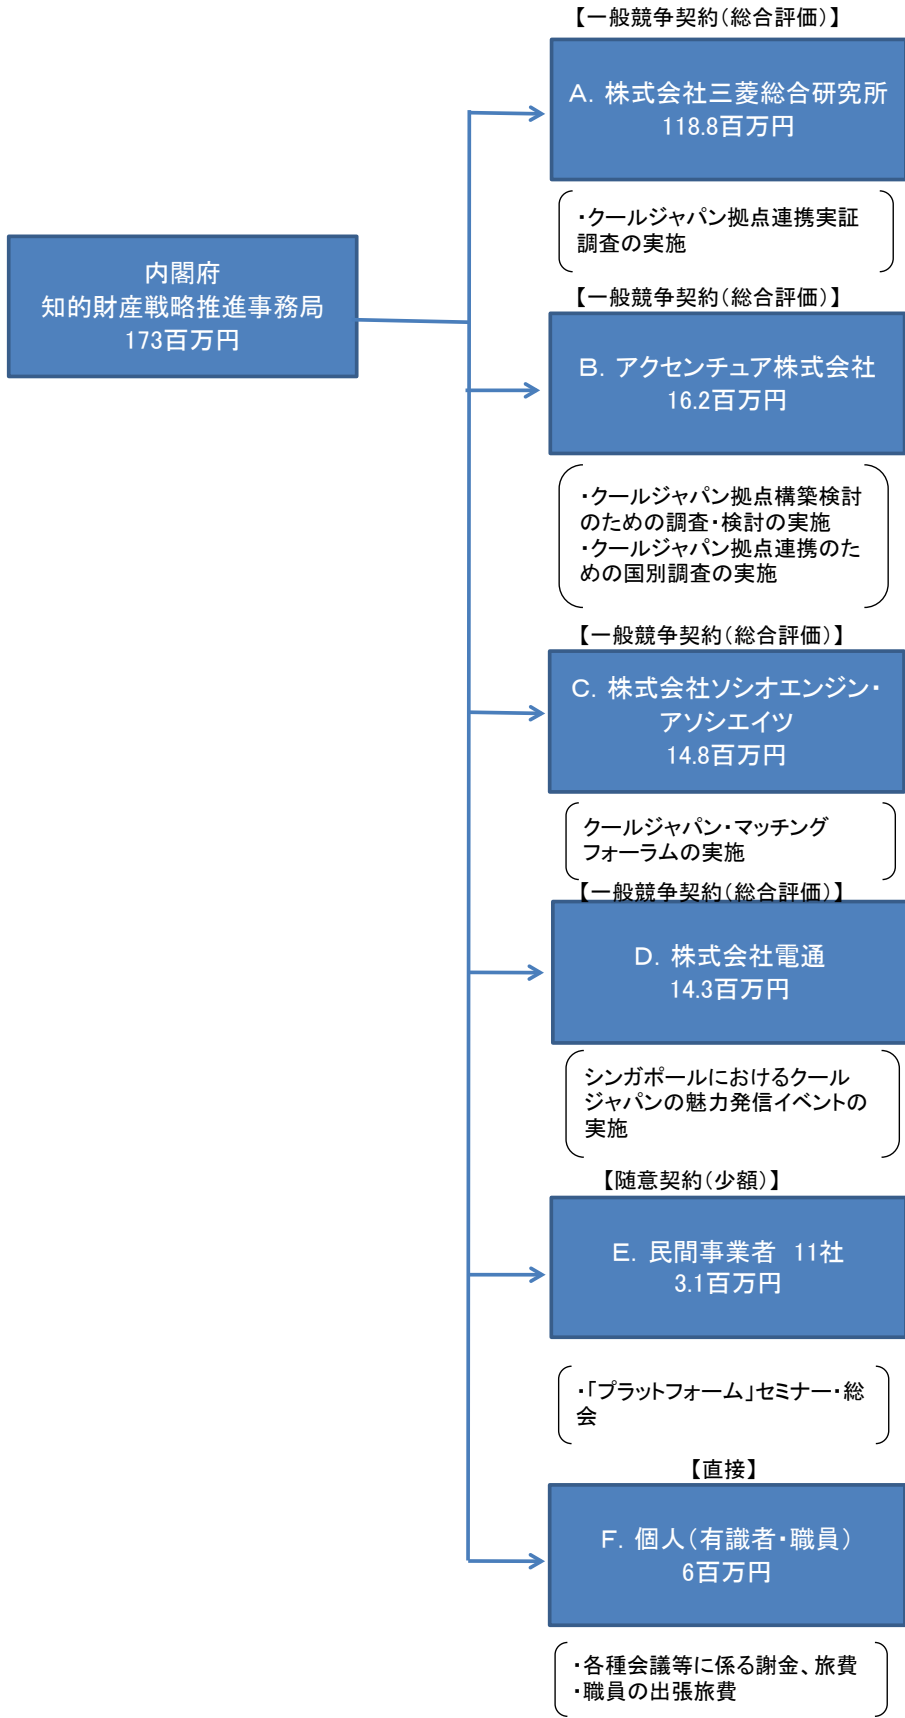 【一般競争契約(総合評価)】
A. 株式会社三菱総合研究所
118.8百万円
・クールジャパン拠点連携実証
調査の実施
内閣府
知的財産戦略推進事務局
173百万円
【一般競争契約(総合評価)】
B. アクセンチュア株式会社
16.2百万円
・クールジャパン拠点構築検討
のための調査・検討の実施
・クールジャパン拠点連携のた
めの国別調査の実施
【一般競争契約(総合評価)】
C. 株式会社ソシオエンジン・
アソシエイツ
14.8百万円
クールジャパン・マッチング
フォーラムの実施
【一般競争契約(総合評価)】
D. 株式会社電通
14.3百万円
シンガポールにおけるクール
ジャパンの魅力発信イベントの
実施
【随意契約(少額)】
E. 民間事業者 11社
3.1百万円
・「プラットフォーム」セミナー・総
会
【直接】
F. 個人(有識者・職員)
6百万円
・各種会議等に係る謝金、旅費
・職員の出張旅費